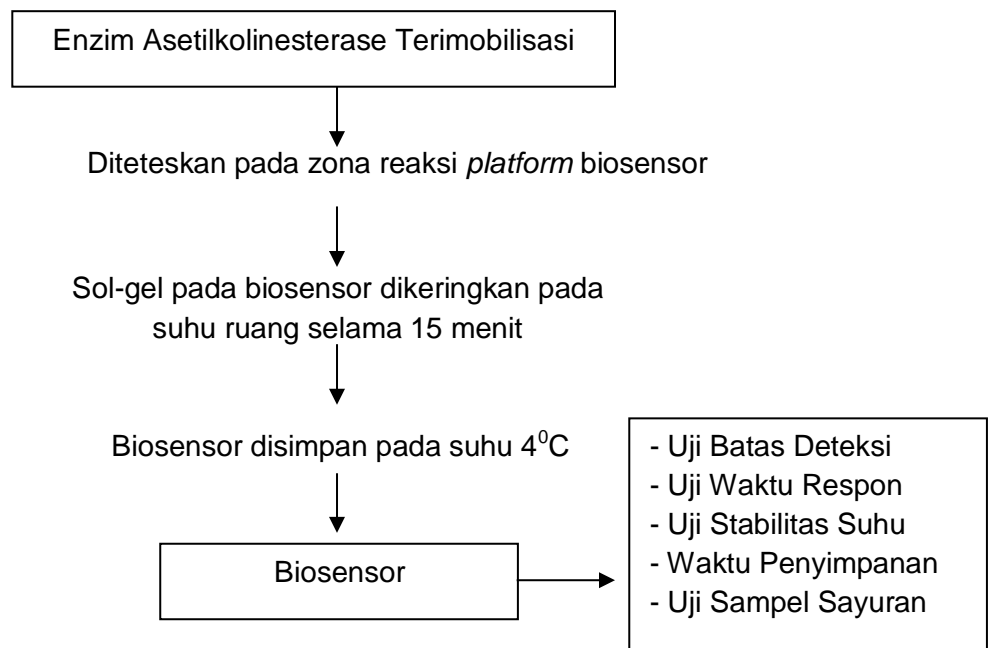 Enzim Asetilkolinesterase Terimobilisasi
Diteteskan pada zona reaksi platform biosensor
Sol-gel pada biosensor dikeringkan pada
suhu ruang selama 15 menit
Biosensor disimpan pada suhu 4⁰C
Biosensor
- Uji Batas Deteksi
- Uji Waktu Respon
- Uji Stabilitas Suhu
- Waktu Penyimpanan
- Uji Sampel Sayuran